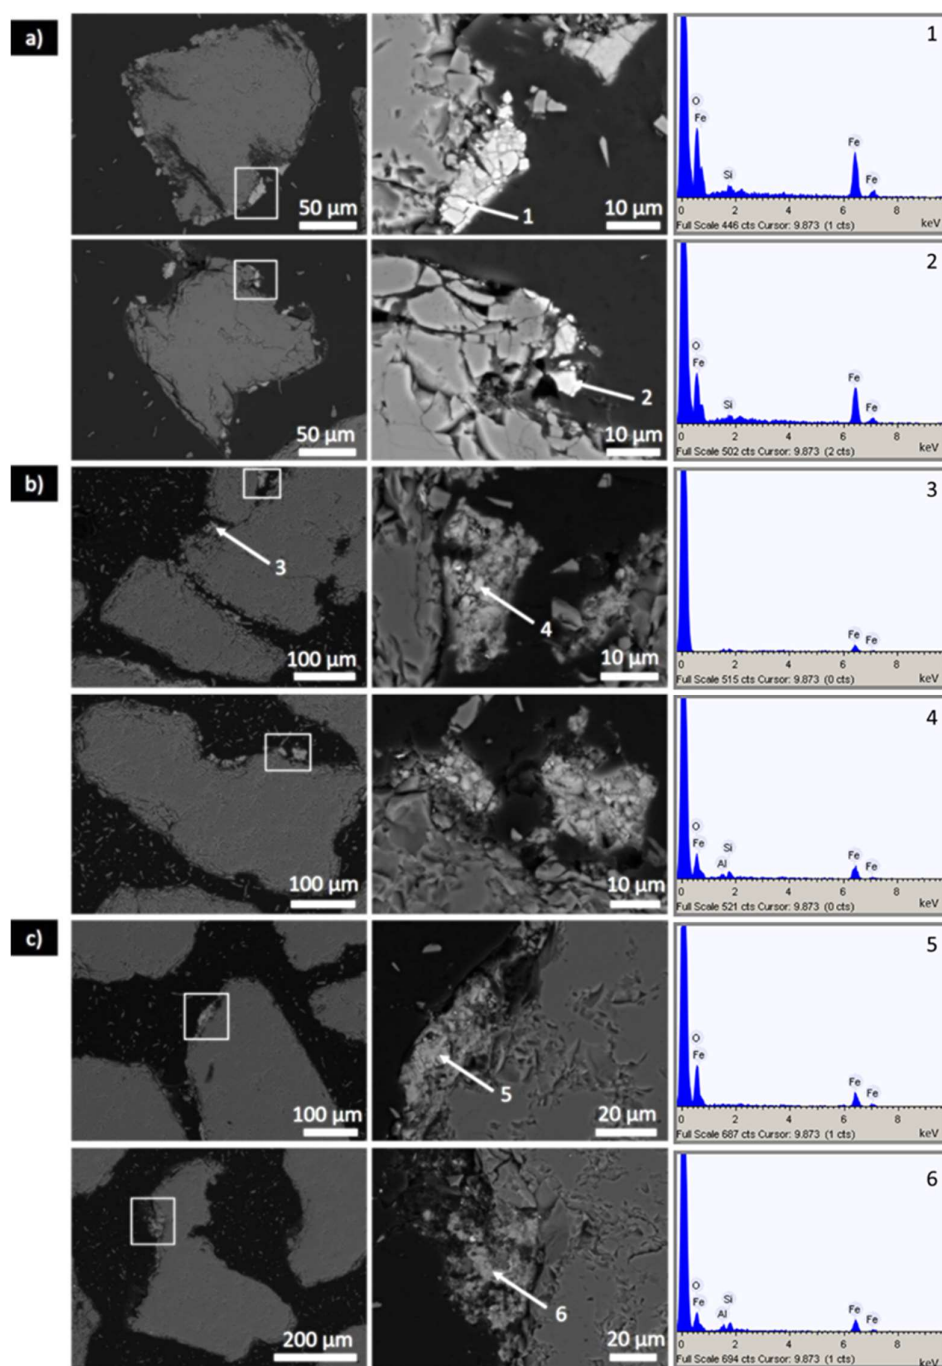 a)
50 µm
1
10 µm
1
O
Fe
Si
Fe
Fe
2 4 6 8
Full Scale 446 cts Cursor: 9.873 (1 cts) keV
50 µm
2
10 µm
2
O
Fe
Si
Fe
Fe
2 4 6 8
Full Scale 502 cts Cursor: 9.873 (2 cts) keV
b)
3
100 µm
4
10 µm
3
Fe
Fe
2 4 6 8
Full Scale 515 cts Cursor: 9.873 (0 cts) keV
100 µm
10 µm
4
O
Fe
Al
Si
Fe
Fe
2 4 6 8
Full Scale 521 cts Cursor: 9.873 (0 cts) keV
c)
100 µm
5
20 µm
5
O
Fe
Fe
Fe
0 2 4 6 8
Full Scale 687 cts Cursor: 9.873 (1 cts) keV
200 µm
6
20 µm
6
O
Fe
Al
Si
Fe
Fe
0 2 4 6 8
Full Scale 694 cts Cursor: 9.873 (1 cts) keV